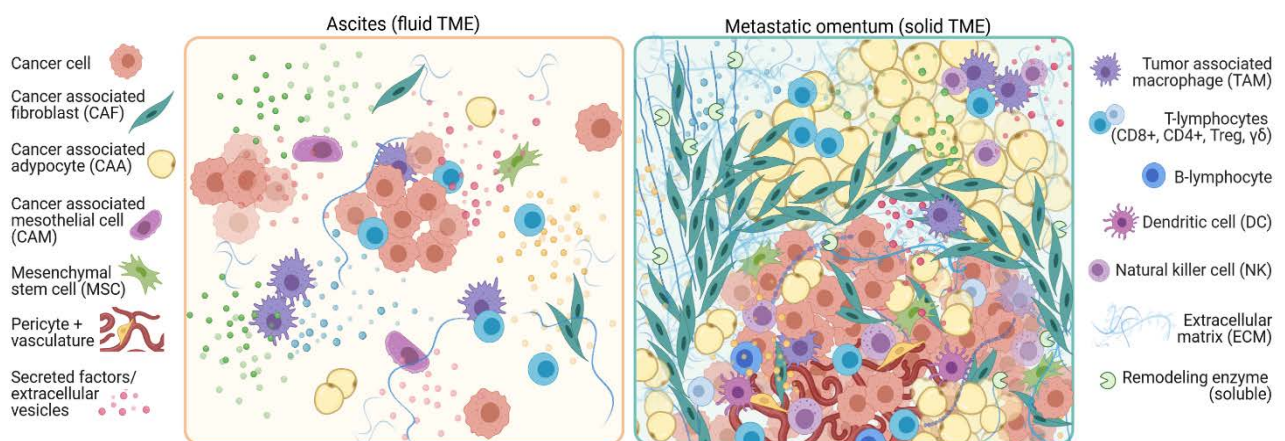 Ascites (fluid TME)
Metastatic omentum (solid TME)
Cancer cell
Cancer associated
fibroblast (CAF)
Cancer associated
adypocyte (CAA)
Cancer associated
mesothelial cell
(CAM)
Mesenchymal
stem cell (MSC)
Pericyte +
vasculature
Secreted factors/
extracellular
vesicles
Tumor associated
macrophage (TAM)
T-lymphocytes
(CD8+, CD4+, Treg, γδ)
B-lymphocyte
Dendritic cell (DC)
Natural killer cell (NK)
Extracellular
matrix (ECM)
Remodeling enzyme
(soluble)